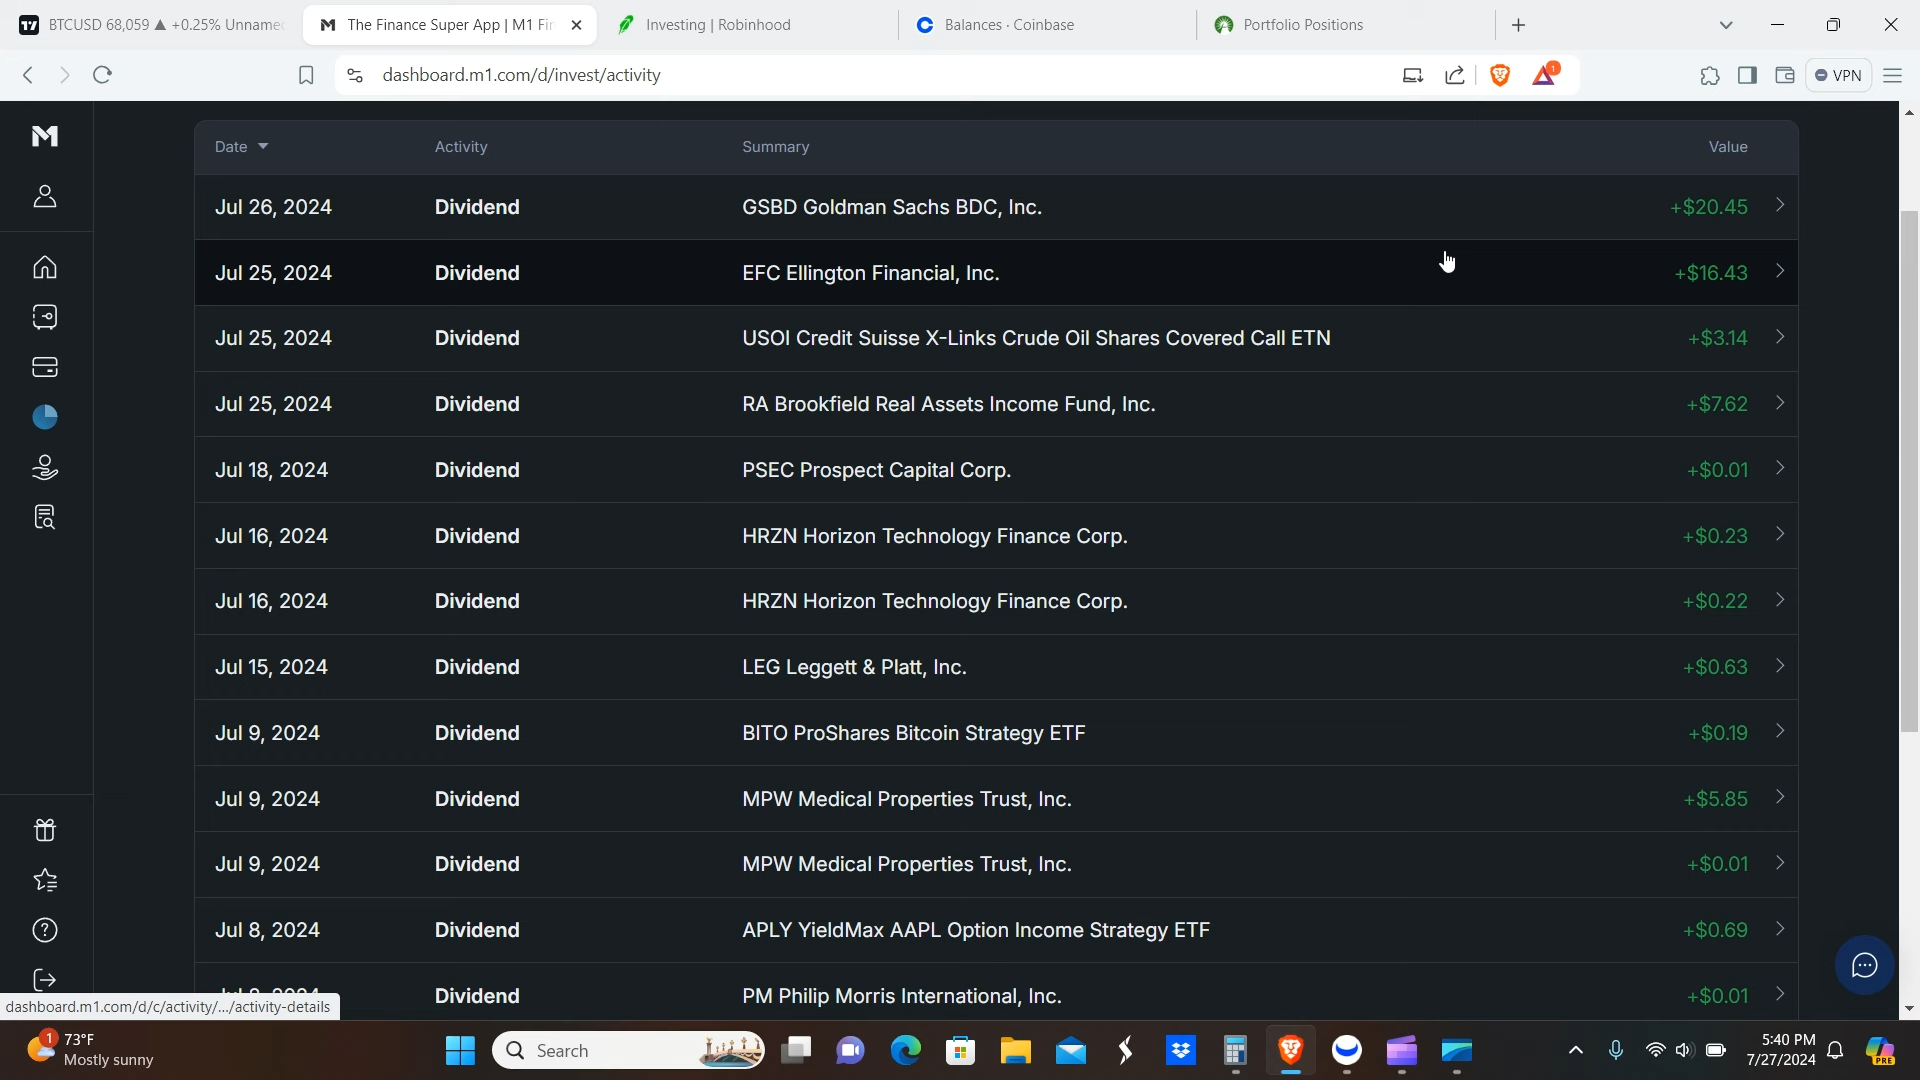 BTCUSD 68,059 ▲ +0.25% Unname
The Finance Super App | M1 Fin
Investing | Robinhood
Balances · Coinbase
Portfolio Positions
dashboard.m1.com/d/invest/activity
1
VPN
Date Activity Summary Value
Jul 26, 2024 Dividend GSBD Goldman Sachs BDC, Inc. +$20.45
Jul 25, 2024 Dividend EFC Ellington Financial, Inc. +$16.43
Jul 25, 2024 Dividend USOI Credit Suisse X-Links Crude Oil Shares Covered Call ETN +$3.14
Jul 25, 2024 Dividend RA Brookfield Real Assets Income Fund, Inc. +$7.62
Jul 18, 2024 Dividend PSEC Prospect Capital Corp. +$0.01
Jul 16, 2024 Dividend HRZN Horizon Technology Finance Corp. +$0.23
Jul 16, 2024 Dividend HRZN Horizon Technology Finance Corp. +$0.22
Jul 15, 2024 Dividend LEG Leggett & Platt, Inc. +$0.63
Jul 9, 2024 Dividend BITO ProShares Bitcoin Strategy ETF +$0.19
Jul 9, 2024 Dividend MPW Medical Properties Trust, Inc. +$5.85
Jul 9, 2024 Dividend MPW Medical Properties Trust, Inc. +$0.01
Jul 8, 2024 Dividend APLY YieldMax AAPL Option Income Strategy ETF +$0.69
Dividend PM Philip Morris International, Inc. +$0.01
dashboard.m1.com/d/c/activity/.../activity-details
1
73°F
Mostly sunny
Search
5:40 PM
7/27/2024
PRE